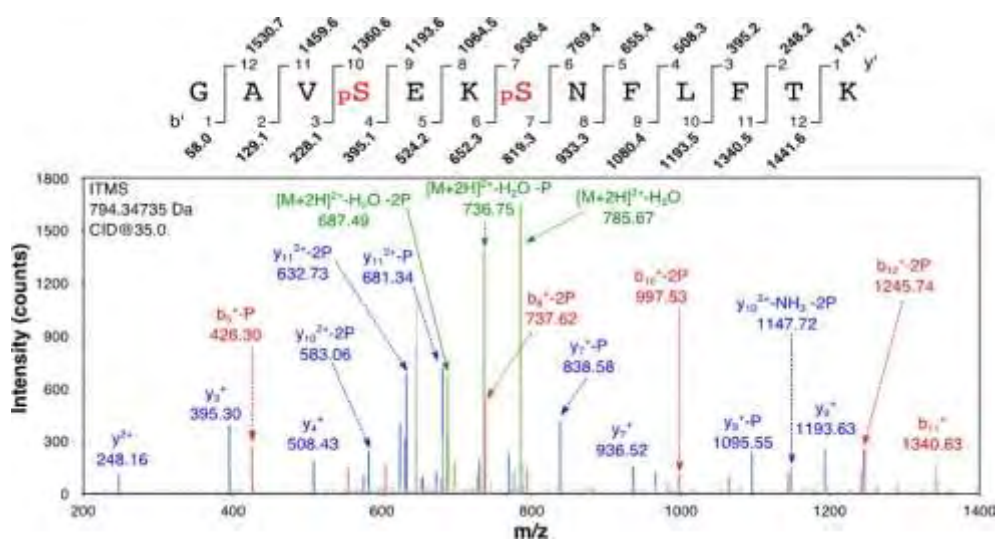 1530.7 1459.6 1360.6 1193.6 1064.5 936.4 769.4 655.4 508.3 395.2 248.2 147.1
12 11 10 9 8 7 6 5 4 3 2 1 y'
G A V pS E K pS N F L F T K
b' 1 2 3 4 5 6 7 8 9 10 11 12
58.0 129.1 228.1 395.1 524.2 652.3 819.3 933.3 1080.4 1193.5 1340.5 1441.6
ITMS
794.34735 Da
CID@35.0.
[M+2H]²⁺-H₂O -2P
687.49
[M+2H]²⁺-H₂O -P
736.75
[M+2H]²⁺-H₂O
785.67
y₁₁²⁺-2P
632.73
y₁₁²⁺-P
681.34
y₁₀²⁺-2P
583.06
b₅⁺-P
426.30
y₃⁺
395.30
y²⁺
248.16
y₄⁺
508.43
737.62
y₇⁺-P
838.58
y₇⁺
936.52
b₁₀⁺-2P
997.53
-NH₃ -2P
1147.72
y₉⁺-P
1095.55
y₉⁺
1193.63
b₁₂⁺-2P
1245.74
b₁₁⁺
1340.63
Intensity (counts)
1800
1500
1200
900
600
300
0
200 400 600 800 1000 1200 1400
m/z